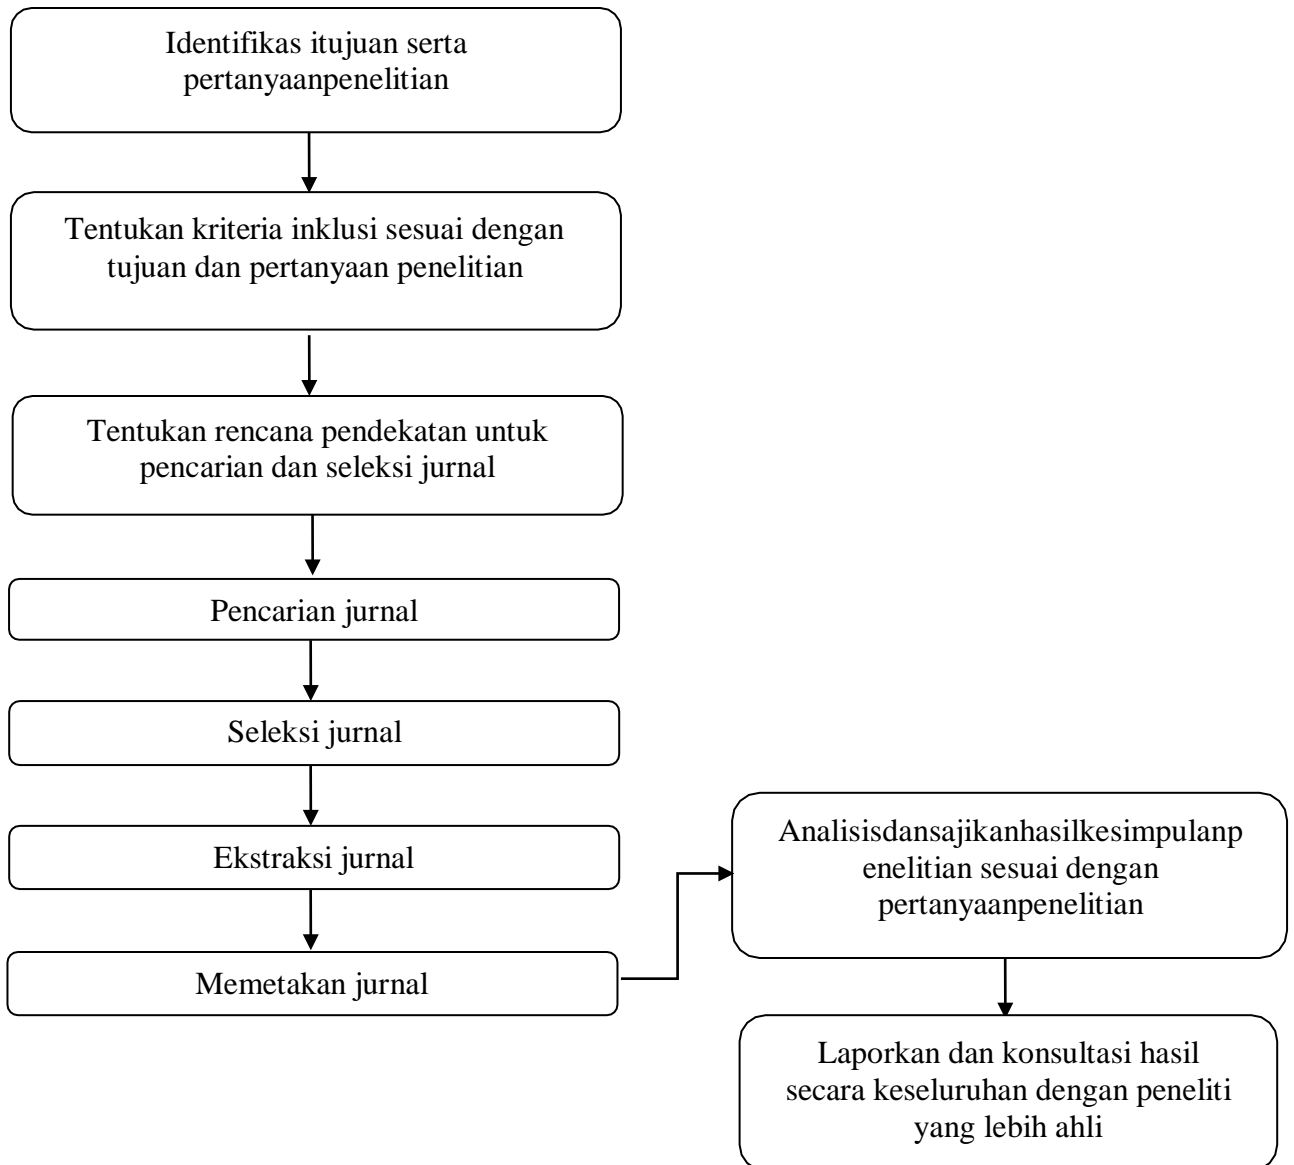 Identifikas itujuan serta
pertanyaanpenelitian
Tentukan kriteria inklusi sesuai dengan
tujuan dan pertanyaan penelitian
Tentukan rencana pendekatan untuk
pencarian dan seleksi jurnal
Pencarian jurnal
Seleksi jurnal
Ekstraksi jurnal
Memetakan jurnal
Analisisdansajikanhasilkesimpulanp
enelitian sesuai dengan
pertanyaanpenelitian
Laporkan dan konsultasi hasil
secara keseluruhan dengan peneliti
yang lebih ahli